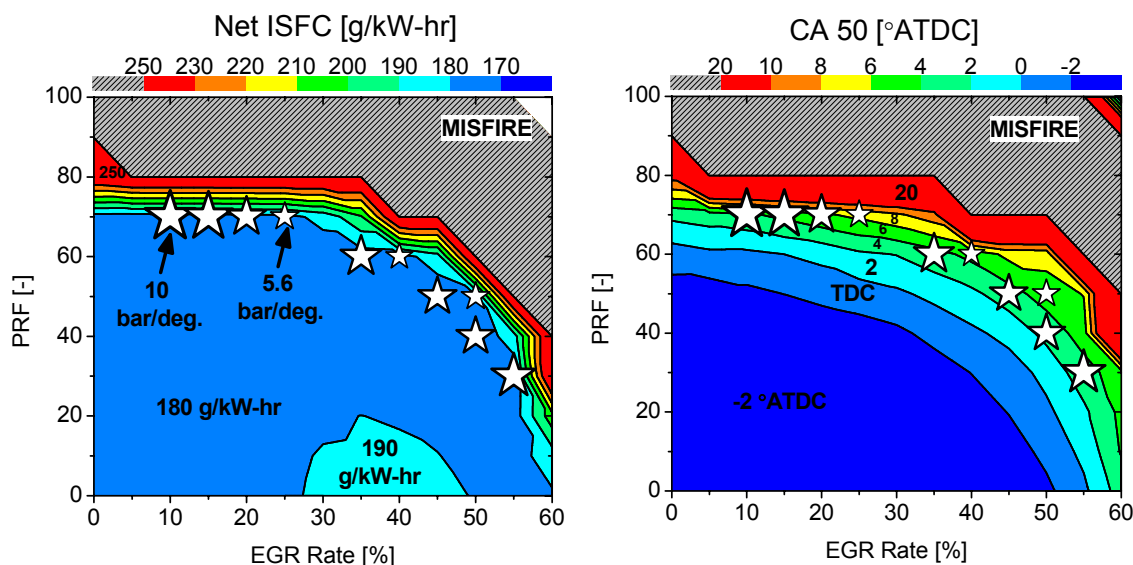 Net ISFC [g/kW-hr]
250 230 220 210 200 190 180 170
100
80
60
40
20
0
PRF [-]
MISFIRE
250
10
bar/deg.
5.6
bar/deg.
180 g/kW-hr
190
g/kW-hr
0 10 20 30 40 50 60
EGR Rate [%]
CA 50 [°ATDC]
20 10 8 6 4 2 0 -2
100
80
60
40
20
0
PRF [-]
MISFIRE
20
8
6
4
2
TDC
-2 °ATDC
0 10 20 30 40 50 60
EGR Rate [%]